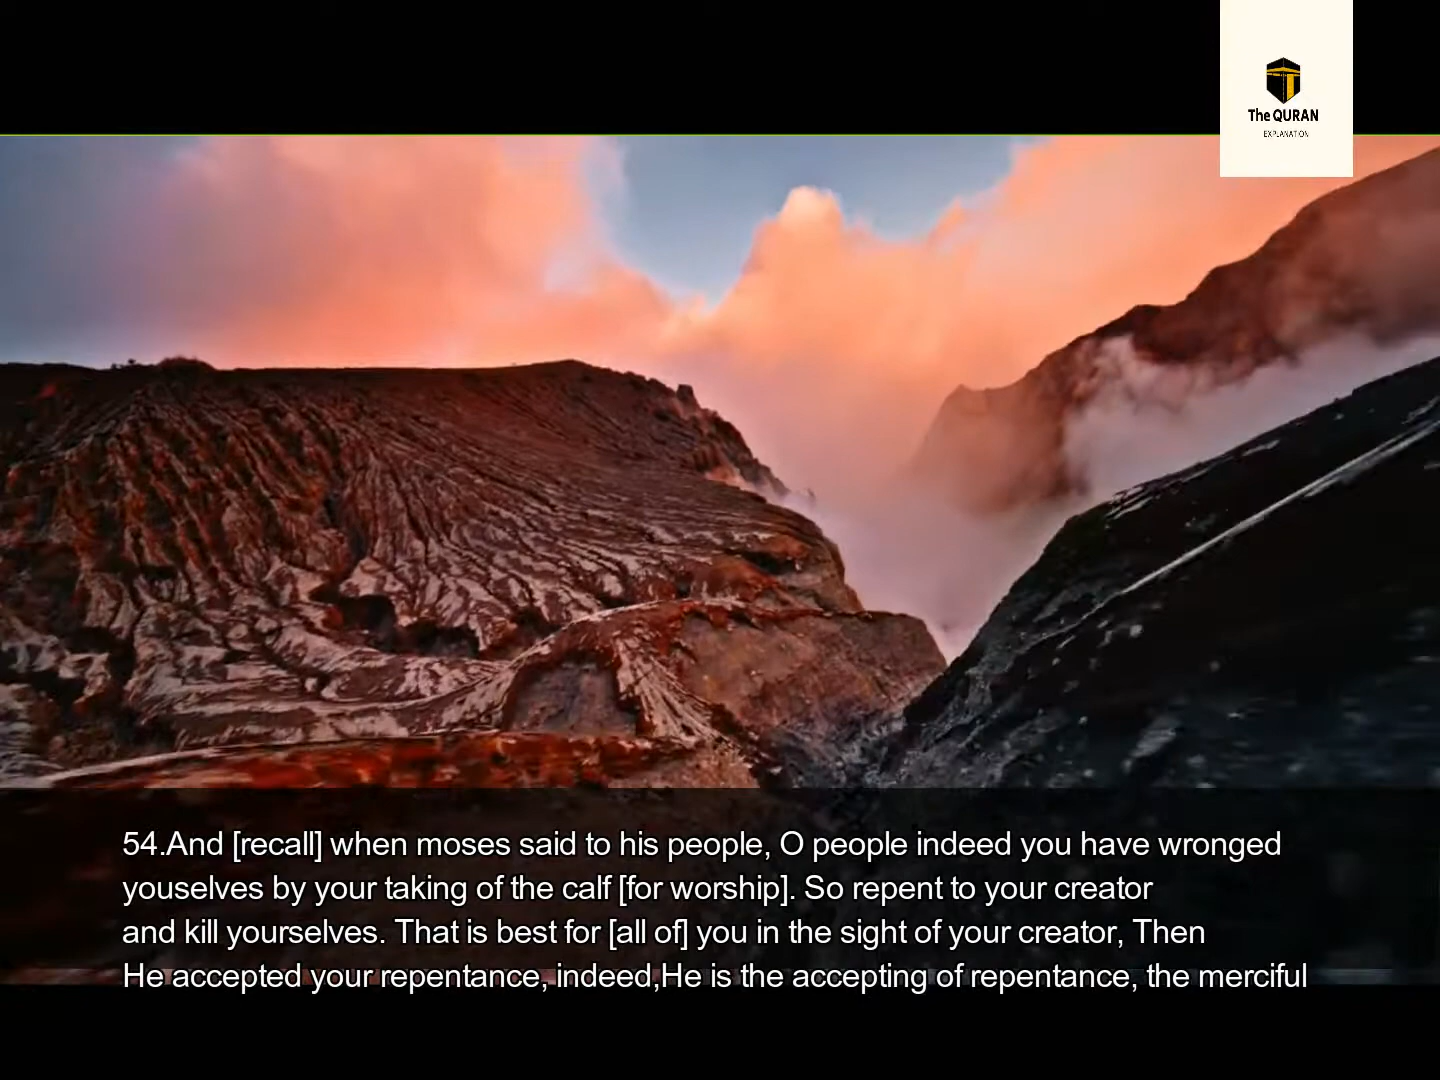 The QURAN
EXPLANATION
54.And [recall] when moses said to his people, O people indeed you have wronged
youselves by your taking of the calf [for worship]. So repent to your creator
and kill yourselves. That is best for [all of] you in the sight of your creator, Then
He accepted your repentance, indeed,He is the accepting of repentance, the merciful